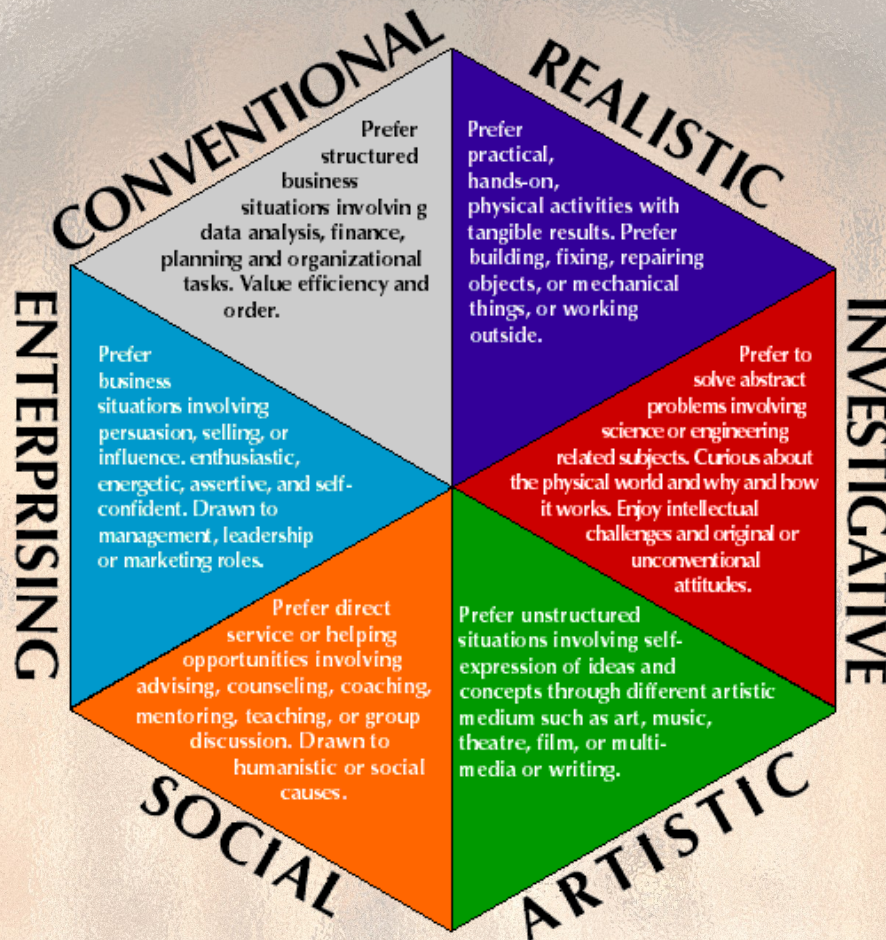 CONVENTIONAL
Prefer
structured
business
situations involvin g
data analysis, finance,
planning and organizational
tasks. Value efficiency and
order.
REALISTIC
Prefer
practical,
hands-on,
physical activities with
tangible results. Prefer
building, fixing, repairing
objects, or mechanical
things, or working
outside.
INVESTIGATIVE
Prefer to
solve abstract
problems involving
science or engineering
related subjects. Curious about
the physical world and why and how
it works. Enjoy intellectual
challenges and original or
unconventional
attitudes.
ARTISTIC
Prefer unstructured
situations involving self-
expression of ideas and
concepts through different artistic
medium such as art, music,
theatre, film, or multi-
media or writing.
SOCIAL
Prefer direct
service or helping
opportunities involving
advising, counseling, coaching,
mentoring, teaching, or group
discussion. Drawn to
humanistic or social
causes.
ENTERPRISING
Prefer
business
situations involving
persuasion, selling, or
influence. enthusiastic,
energetic, assertive, and self-
confident. Drawn to
management, leadership
or marketing roles.